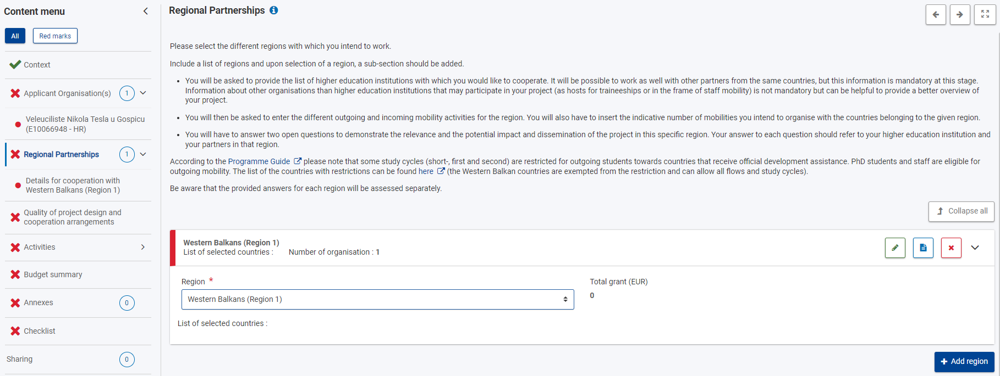 Content menu
All
Red marks
Context
Applicant Organisation(s)
1
Veleuciliste Nikola Tesla u Gospicu
(E10066948 - HR)
Regional Partnerships
1
Details for cooperation with
Western Balkans (Region 1)
Quality of project design and
cooperation arrangements
Activities
Budget summary
Annexes
0
Checklist
Sharing
0
Regional Partnerships
Please select the different regions with which you intend to work.
Include a list of regions and upon selection of a region, a sub-section should be added.
• You will be asked to provide the list of higher education institutions with which you would like to cooperate. It will be possible to work as well with other partners from the same countries, but this information is mandatory at this stage.
Information about other organisations than higher education institutions that may participate in your project (as hosts for traineeships or in the frame of staff mobility) is not mandatory but can be helpful to provide a better overview of
your project.
• You will then be asked to enter the different outgoing and incoming mobility activities for the region. You will also have to insert the indicative number of mobilities you intend to organise with the countries belonging to the given region.
• You will have to answer two open questions to demonstrate the relevance and the potential impact and dissemination of the project in this specific region. Your answer to each question should refer to your higher education institution and
your partners in that region.
According to the Programme Guide please note that some study cycles (short-, first and second) are restricted for outgoing students towards countries that receive official development assistance. PhD students and staff are eligible for
outgoing mobility. The list of the countries with restrictions can be found here (the Western Balkan countries are exempted from the restriction and can allow all flows and study cycles).
Be aware that the provided answers for each region will be assessed separately.
Collapse all
Western Balkans (Region 1)
List of selected countries : Number of organisation : 1
Region *
Western Balkans (Region 1)
Total grant (EUR)
0
List of selected countries :
+ Add region